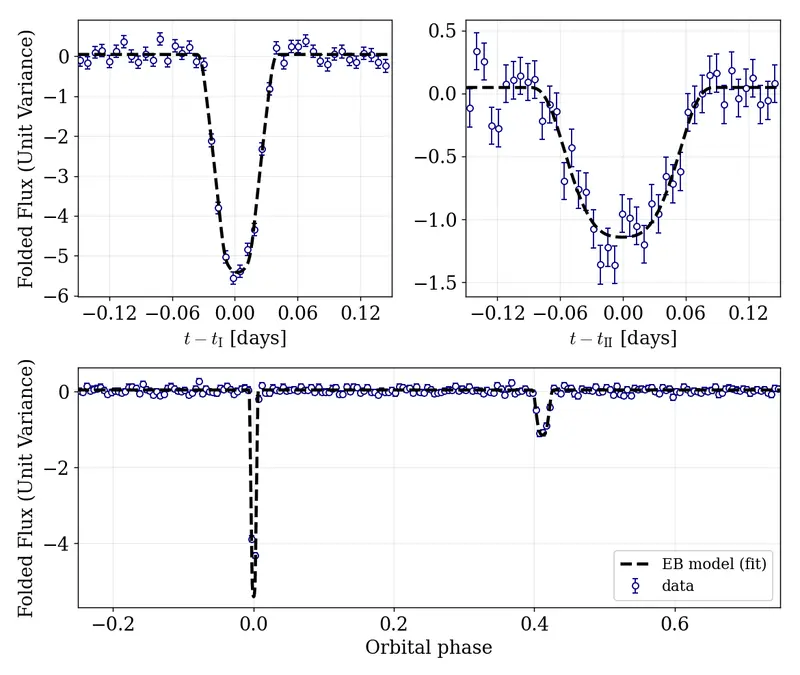 Folded Flux (Unit Variance)
0
−1
−2
−3
−4
−5
−6
−0.12 −0.06 0.00 0.06 0.12
t − tI [days]
0.5
0.0
−0.5
−1.0
−1.5
−0.12 −0.06 0.00 0.06 0.12
t − tII [days]
Folded Flux (Unit Variance)
0
−2
−4
−0.2 0.0 0.2 0.4 0.6
Orbital phase
EB model (fit)
data